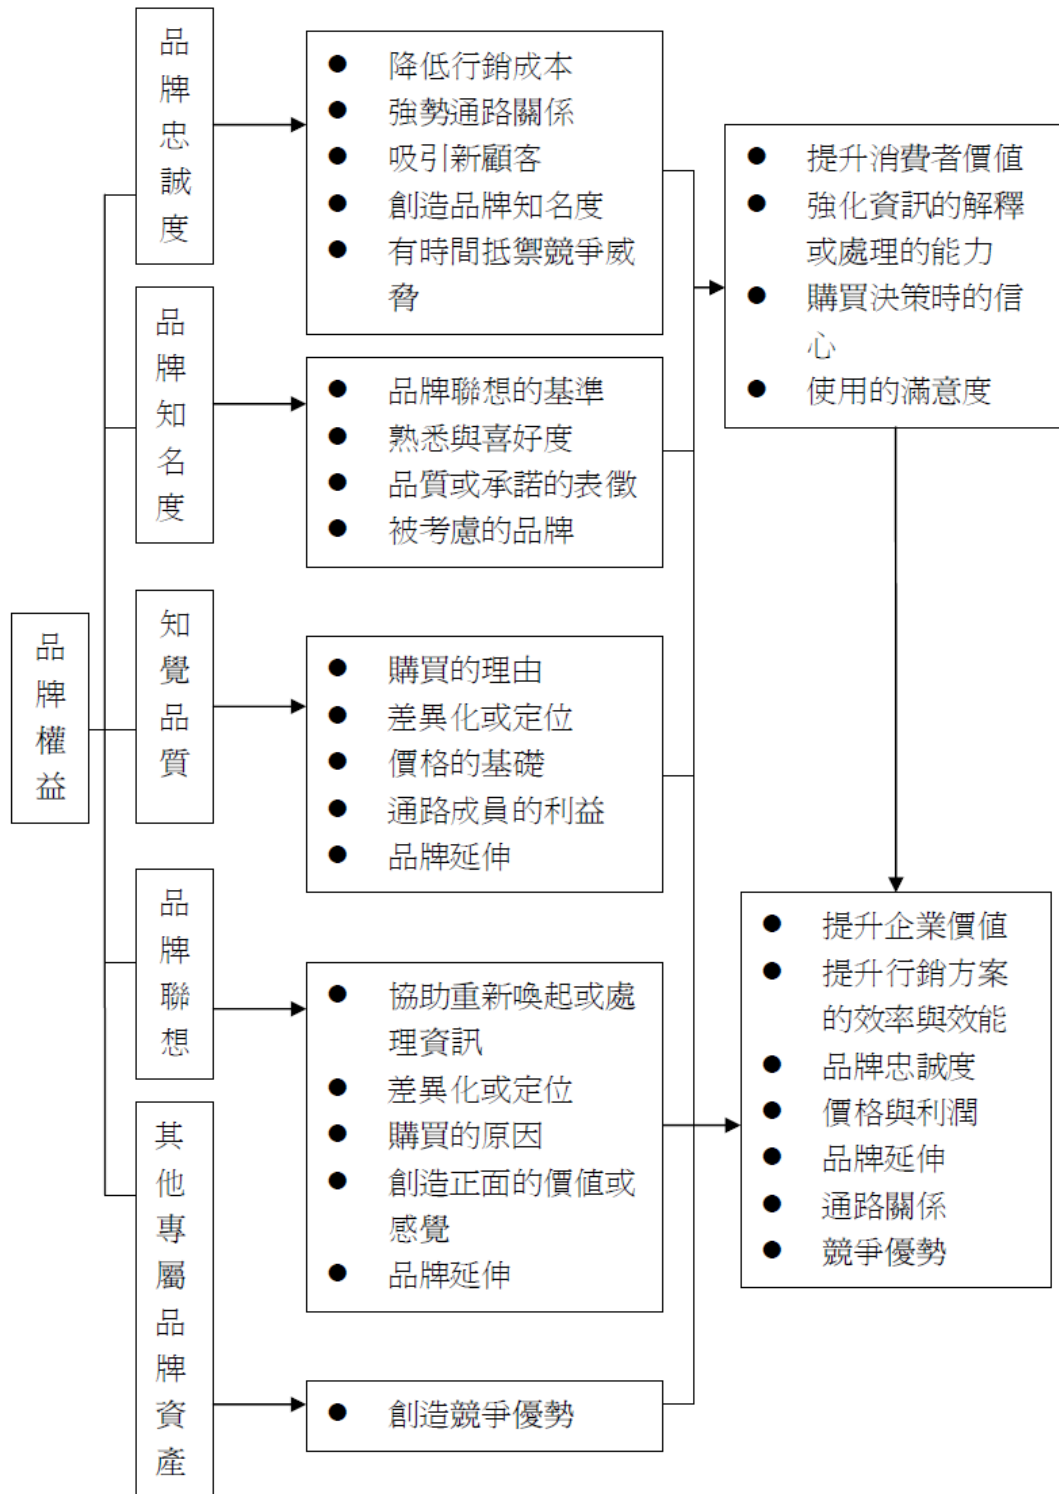 品牌權益
品牌忠誠度
降低行銷成本
強勢通路關係
吸引新顧客
創造品牌知名度
有時間抵禦競爭威
脅
品牌知名度
品牌聯想的基準
熟悉與喜好度
品質或承諾的表徵
被考慮的品牌
知覺品質
購買的理由
差異化或定位
價格的基礎
通路成員的利益
品牌延伸
品牌聯想
協助重新喚起或處
理資訊
差異化或定位
購買的原因
創造正面的價值或
感覺
品牌延伸
其他專屬品牌資產
創造競爭優勢
提升消費者價值
強化資訊的解釋
或處理的能力
購買決策時的信
心
使用的滿意度
提升企業價值
提升行銷方案
的效率與效能
品牌忠誠度
價格與利潤
品牌延伸
通路關係
競爭優勢